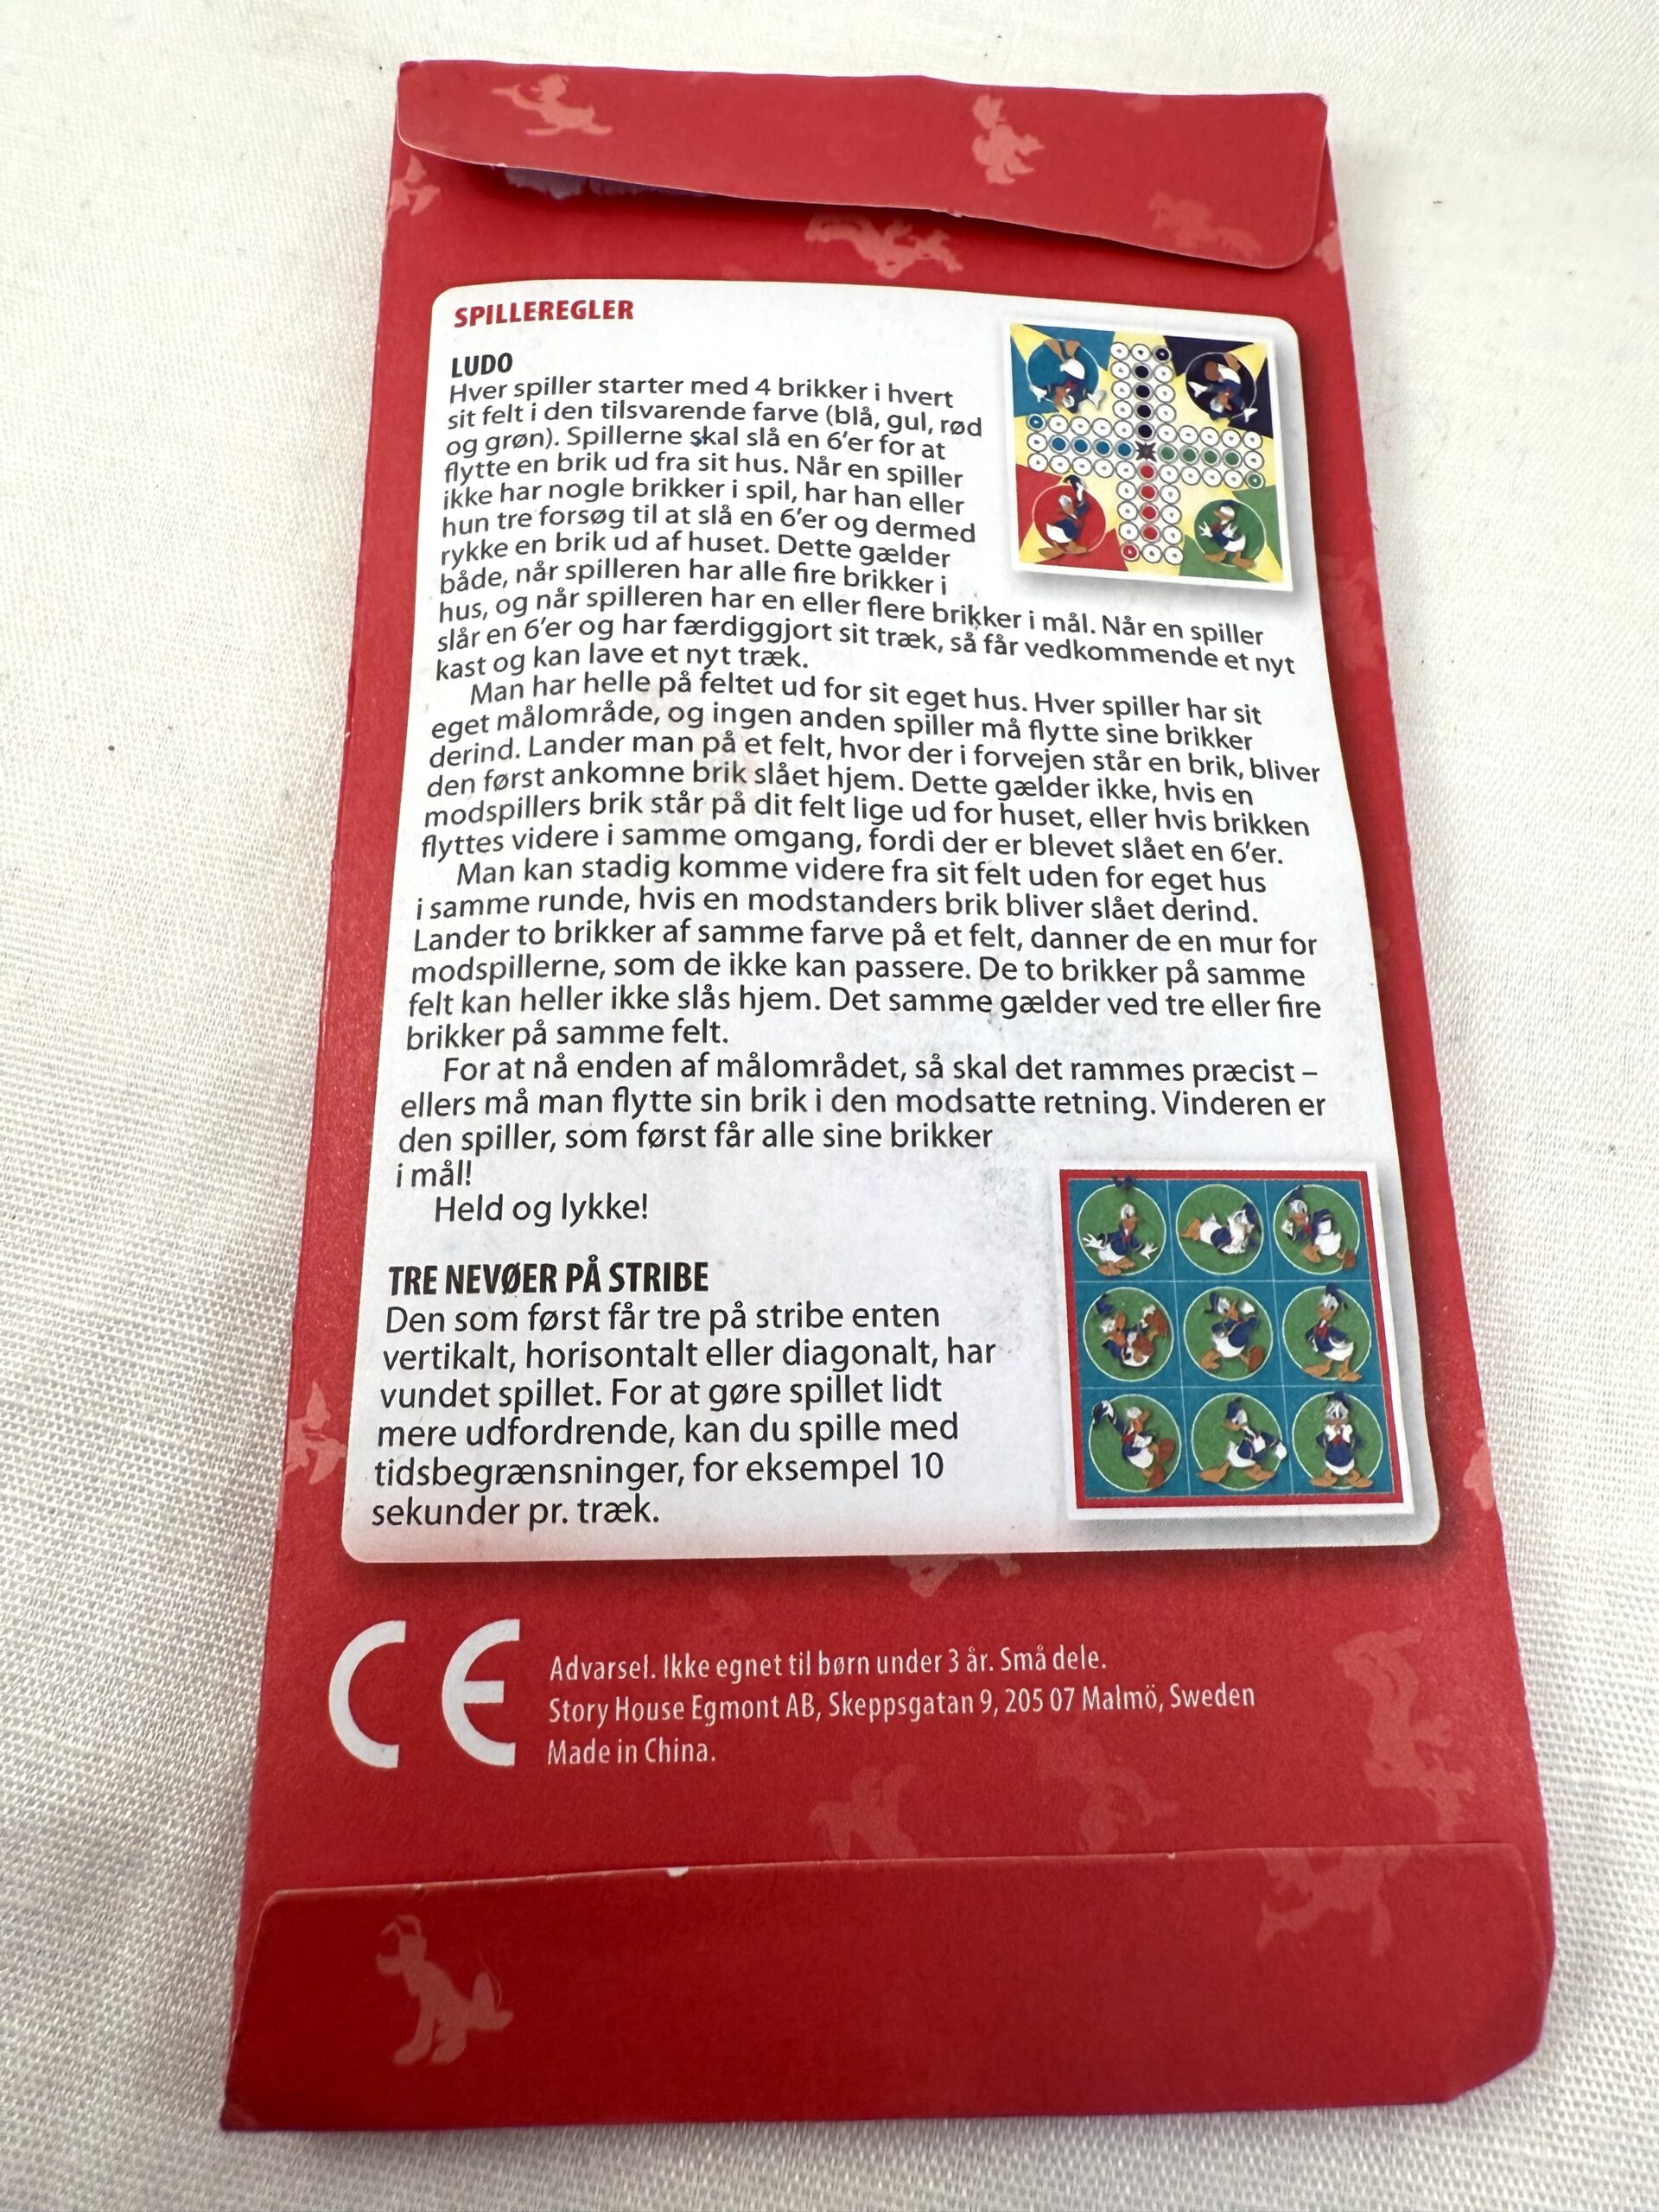 SPILLEREGLER
LUDO
Hver spiller starter med 4 brikker i hvert
sit felt i den tilsvarende farve (blå, gul, rød
og grøn). Spillerne skal slå en 6'er for at
flytte en brik ud fra sit hus. Når en spiller
ikke har nogle brikker i spil, har han eller
hun tre forsøg til at slå en 6'er og dermed
rykke en brik ud af huset. Dette gælder
både, når spilleren har alle fire brikker i
hus, og når spilleren har en eller flere brikker i mål. Når en spiller
slår en 6'er og har færdiggjort sit træk, så får vedkommende et nyt
kast og kan lave et nyt træk.
Man har helle på feltet ud for sit eget hus. Hver spiller har sit
eget målområde, og ingen anden spiller må flytte sine brikker
derind. Lander man på et felt, hvor der i forvejen står en brik, bliver
den først ankomne brik slået hjem. Dette gælder ikke, hvis en
modspillers brik står på dit felt lige ud for huset, eller hvis brikken
flyttes videre i samme omgang, fordi der er blevet slået en 6'er.
Man kan stadig komme videre fra sit felt uden for eget hus
i samme runde, hvis en modstanders brik bliver slået derind.
Lander to brikker af samme farve på et felt, danner de en mur for
modspillerne, som de ikke kan passere. De to brikker på samme
felt kan heller ikke slås hjem. Det samme gælder ved tre eller fire
brikker på samme felt.
For at nå enden af målområdet, så skal det rammes præcist –
ellers må man flytte sin brik i den modsatte retning. Vinderen er
den spiller, som først får alle sine brikker
i mål!
Held og lykke!
TRE NEVØER PÅ STRIBE
Den som først får tre på stribe enten
vertikalt, horisontalt eller diagonalt, har
vundet spillet. For at gøre spillet lidt
mere udfordrende, kan du spille med
tidsbegrænsninger, for eksempel 10
sekunder pr. træk.
CE
Advarsel. Ikke egnet til børn under 3 år. Små dele.
Story House Egmont AB, Skeppsgatan 9, 205 07 Malmö, Sweden
Made in China.